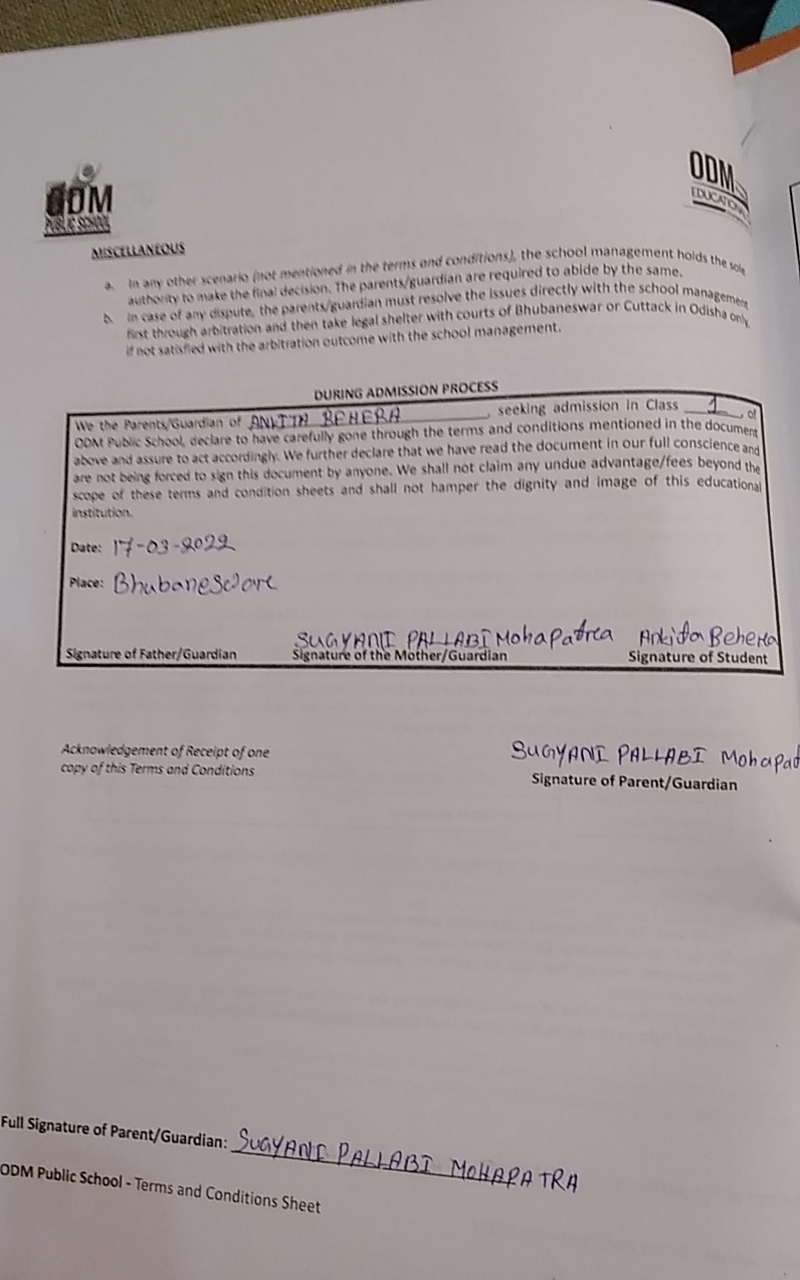 ODM
PUBLIC SCHOOL
ODM
EDUCATIONAL
MISCELLANEOUS
a. In any other scenario (not mentioned in the terms and conditions), the school management holds the sole
authority to make the final decision. The parents/guardian are required to abide by the same.
b. In case of any dispute, the parents/guardian must resolve the issues directly with the school management
first through arbitration and then take legal shelter with courts of Bhubaneswar or Cuttack in Odisha only,
if not satisfied with the arbitration outcome with the school management.
DURING ADMISSION PROCESS
We the Parents/Guardian of ANKITA BEHERA, seeking admission in Class 1, of
ODM Public School, declare to have carefully gone through the terms and conditions mentioned in the document
above and assure to act accordingly. We further declare that we have read the document in our full conscience and
are not being forced to sign this document by anyone. We shall not claim any undue advantage/fees beyond the
scope of these terms and condition sheets and shall not hamper the dignity and image of this educational
institution.
Date: 17-03-2022
Place: Bhubaneswore
SUGYANI PALLABI Mohapatrea Ankita Behera
Signature of Father/Guardian Signature of the Mother/Guardian Signature of Student
SUGYANI PALLABI Mohapat
Acknowledgement of Receipt of one
copy of this Terms and Conditions
Signature of Parent/Guardian
Full Signature of Parent/Guardian: SUGYANI PALLABI MOHAPATRA
ODM Public School - Terms and Conditions Sheet